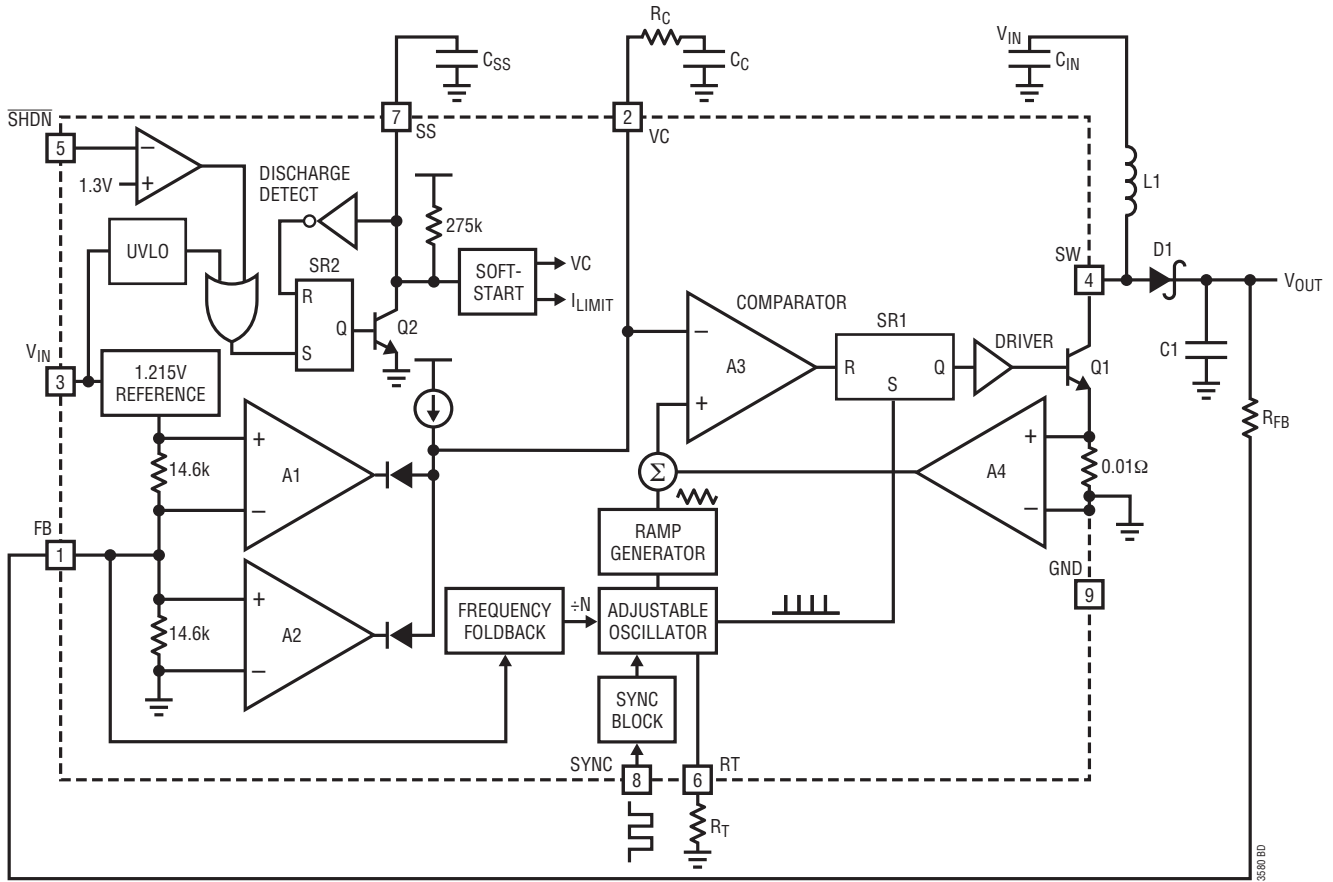 RC
CSS
CC
VIN
CIN
SHDN
7
SS
2
VC
5
1.3V
DISCHARGE
DETECT
275k
L1
UVLO
SR2
R
Q
S
Q2
SOFT-
START
VC
ILIMIT
SW
4
D1
VOUT
COMPARATOR
A3
SR1
R
S
Q
DRIVER
Q1
C1
VIN
3
1.215V
REFERENCE
RFB
14.6k
A1
Σ
A4
0.01Ω
FB
1
RAMP
GENERATOR
GND
9
14.6k
A2
FREQUENCY
FOLDBACK
÷N
ADJUSTABLE
OSCILLATOR
SYNC
BLOCK
SYNC
8
6
RT
RT
3580 BD